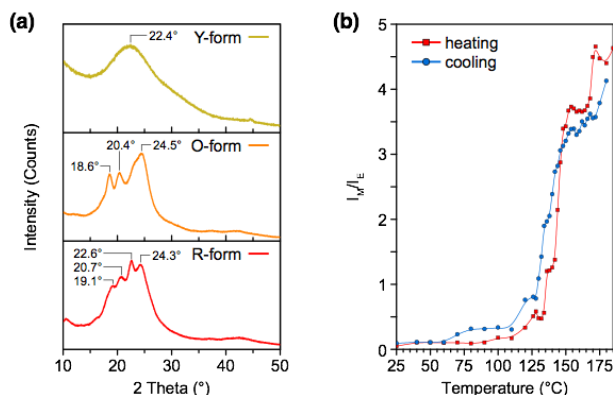 (a)
22.4°
Y-form
20.4°
24.5°
O-form
18.6°
22.6°
R-form
20.7°
24.3°
19.1°
Intensity (Counts)
10 20 30 40 50
2 Theta (°)
(b)
heating
cooling
5
4
3
2
1
0
I_M/I_E
25 50 75 100 125 150 175
Temperature (°C)